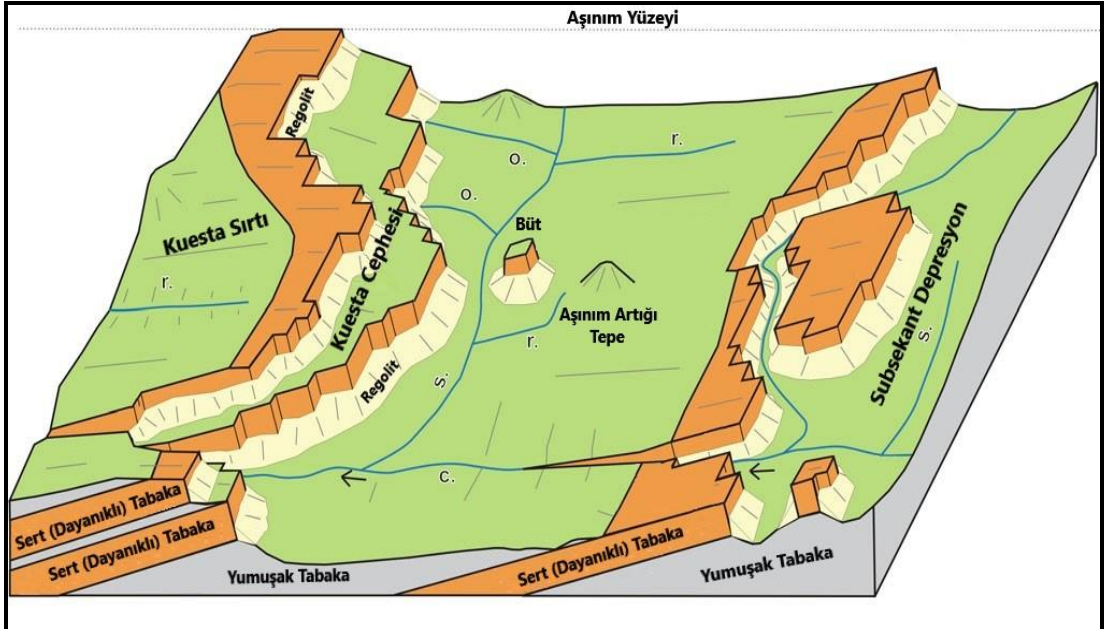 Aşınım Yüzeyi
Regolit
Kuesta Sırtı
r.
Kuesta Cephesi
o.
o.
r.
Büt
Aşınım Artığı
Tepe
r.
s.
Regolit
Subsekant Depresyon
s.
c.
Sert (Dayanıklı) Tabaka
Sert (Dayanıklı) Tabaka
Yumuşak Tabaka
Sert (Dayanıklı) Tabaka
Yumuşak Tabaka